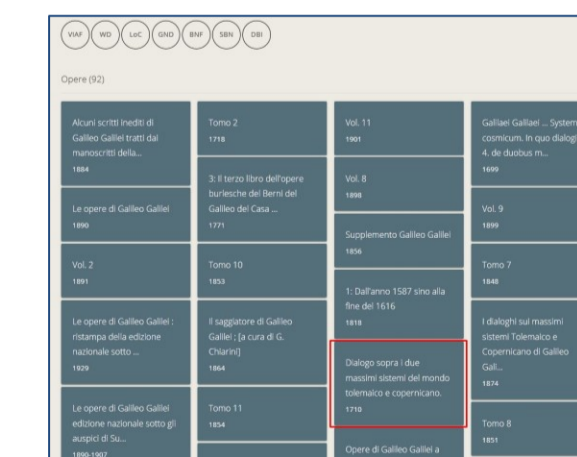 VIAF
WD
LoC
GND
BNF
SBN
DBI
Opere (92)
Alcuni scritti inediti di
Galileo Galilei tratti dai
manoscritti della...
1884
Le opere di Galileo Galilei
1890
Vol. 2
1891
Le opere di Galileo Galilei :
ristampa della edizione
nazionale sotto ...
1929
Le opere di Galileo Galilei
edizione nazionale sotto gli
auspici di Su...
1890-1907
Tomo 2
1718
3: Il terzo libro dell'opere
burlesche del Berni del
Galileo del Casa ...
1771
Tomo 10
1853
Il saggiatore di Galileo
Galilei ; [a cura di G.
Chiarini]
1864
Tomo 11
1854
Vol. 11
1901
Vol. 8
1898
Supplemento Galileo Galilei
1856
1: Dall'anno 1587 sino alla
fine del 1616
1818
Dialogo sopra i due
massimi sistemi del mondo
tolemaico e copernicano.
1710
Opere di Galileo Galilei a
Galilaei Galilaei ... System
cosmicum. In quo dialogi
4. de duobus m...
1699
Vol. 9
1899
Tomo 7
1848
I dialoghi sui massimi
sistemi Tolemaico e
Copernicano di Galileo
Gali...
1874
Tomo 8
1851